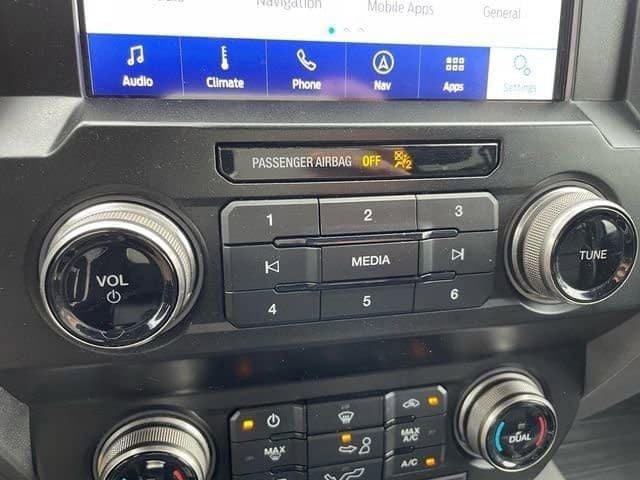 Navigation
Mobile Apps
General
Audio
Climate
Phone
Nav
Apps
Settings
PASSENGER AIRBAG OFF 2
1 2 3
MEDIA
4 5 6
VOL
TUNE
MAX
A/C
MAX
A/C
DUAL